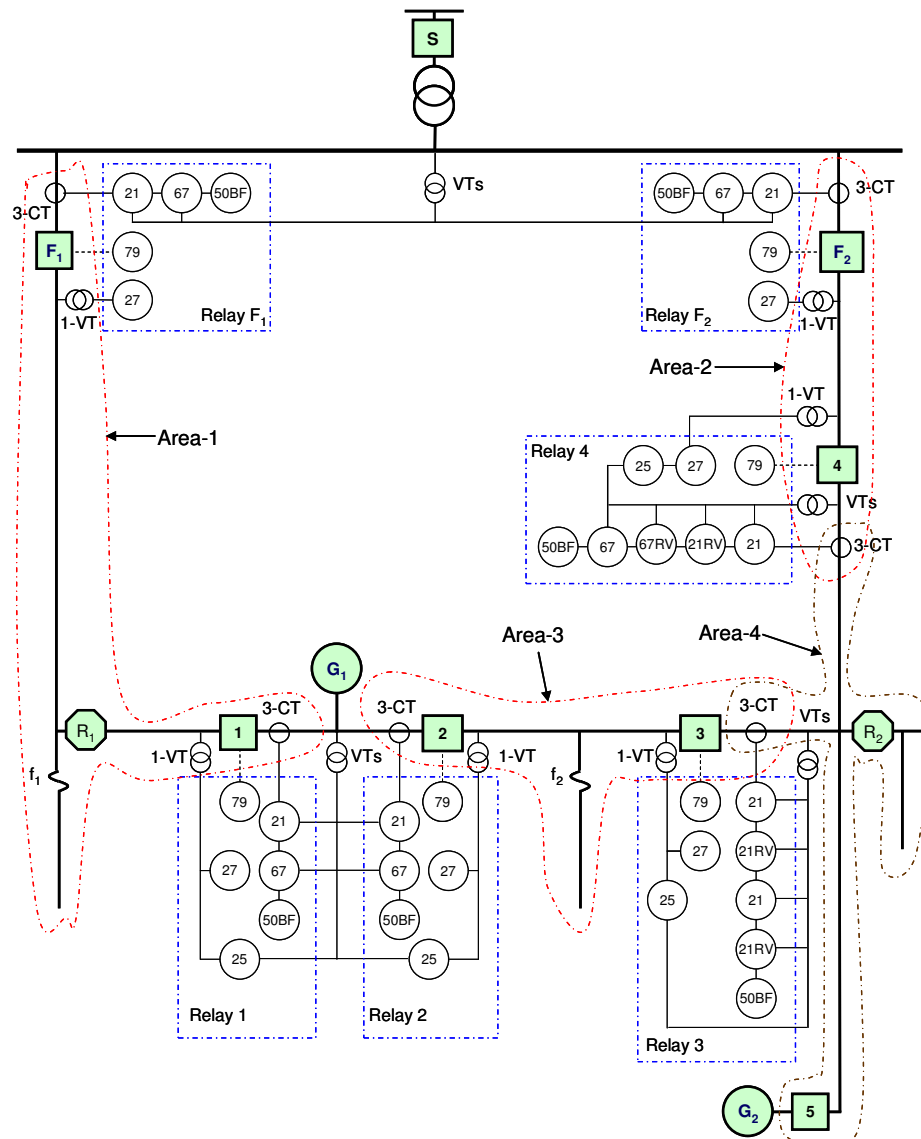 S
VTs
3-CT
21
67
50BF
50BF
67
21
3-CT
F1
79
79
F2
1-VT
27
27
1-VT
Relay F1
Relay F2
Area-2
1-VT
Area-1
Relay 4
25
27
79
4
VTs
50BF
67
67RV
21RV
21
3-CT
Area-3
Area-4
G1
3-CT
3-CT
3-CT
VTs
R1
1
2
3
R2
1-VT
VTs
1-VT
1-VT
f1
f2
79
79
79
21
21
21
21RV
27
27
67
67
27
25
21
50BF
50BF
21RV
25
25
50BF
Relay 1
Relay 2
Relay 3
G2
5